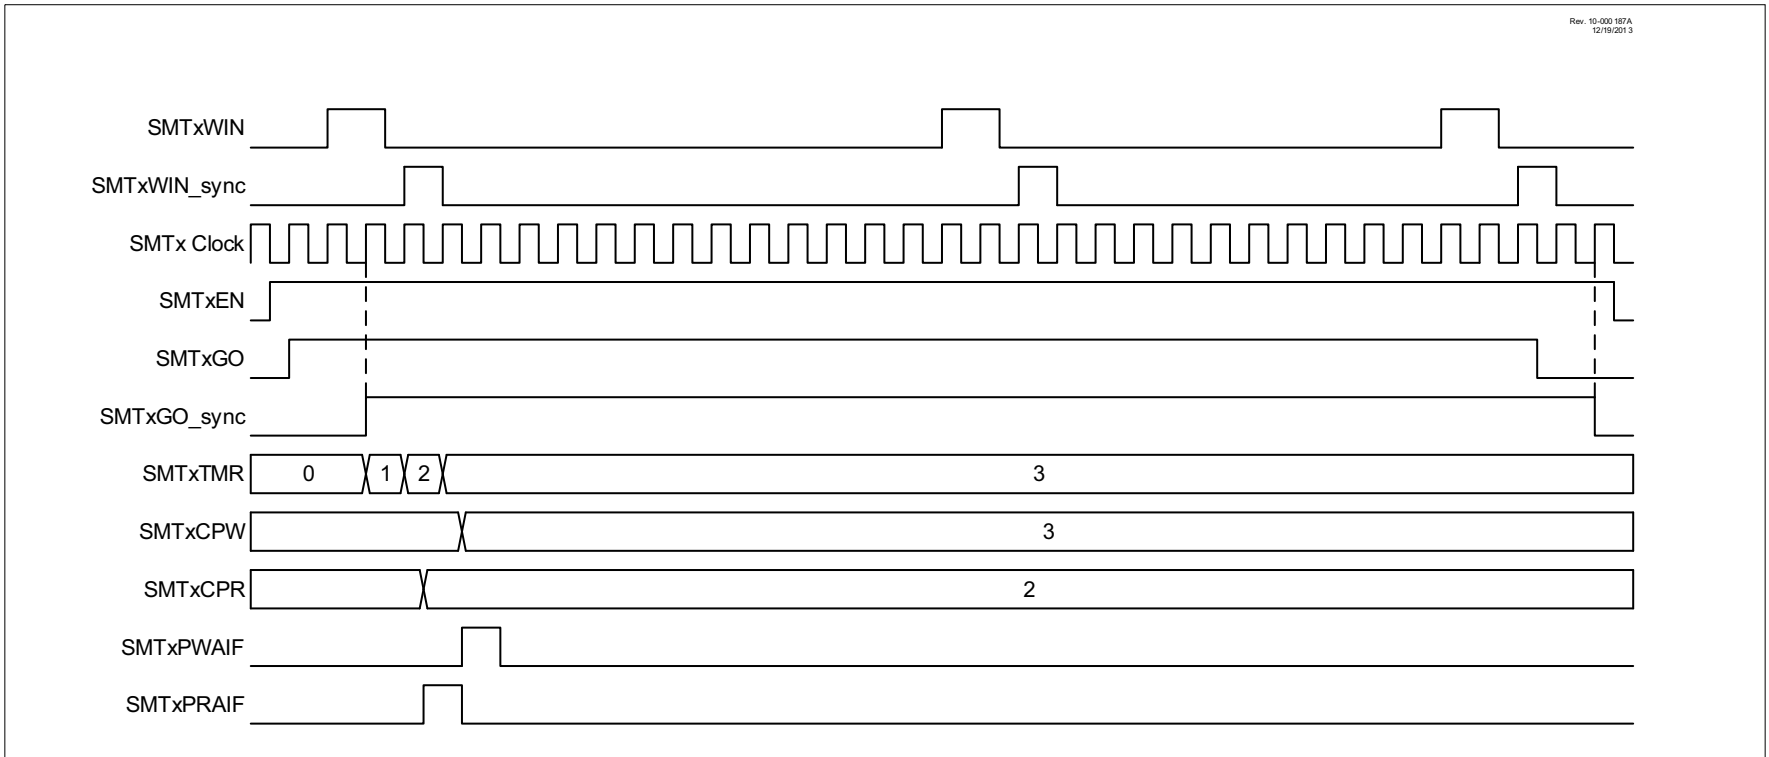 Rev. 10-000 187A
12/19/201 3
SMTxWIN
SMTxWIN_sync
SMTx Clock
SMTxEN
SMTxGO
SMTxGO_sync
SMTxTMR 0 1 2 3
SMTxCPW 3
SMTxCPR 2
SMTxPWAIF
SMTxPRAIF